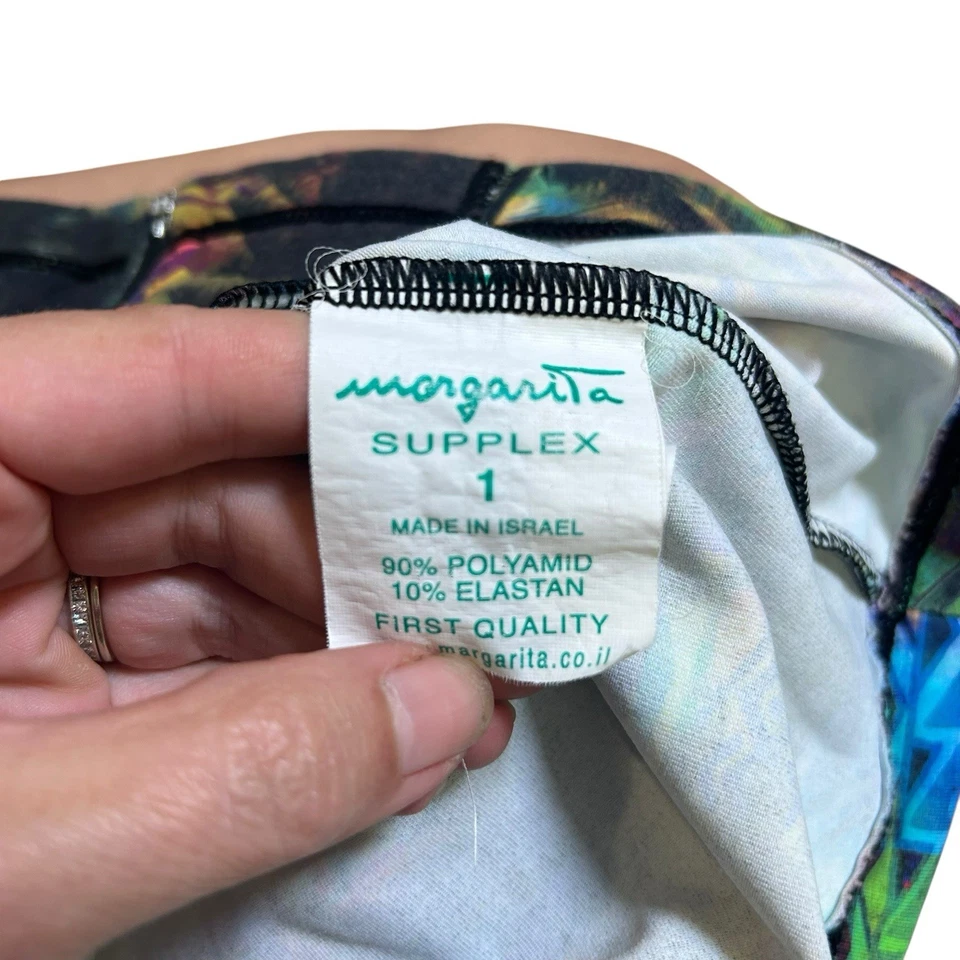 margarita
SUPPLEX
1
MADE IN ISRAEL
90% POLYAMID
10% ELASTAN
FIRST QUALITY
margarita.co.il